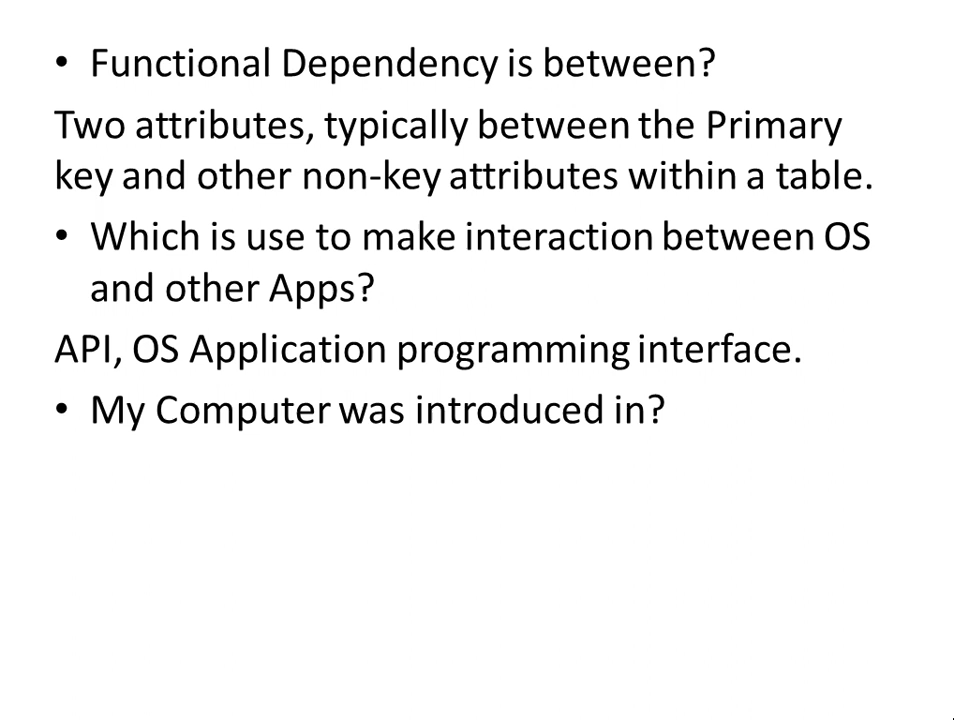 • Functional Dependency is between?
Two attributes, typically between the Primary
key and other non-key attributes within a table.
• Which is use to make interaction between OS
and other Apps?
API, OS Application programming interface.
• My Computer was introduced in?